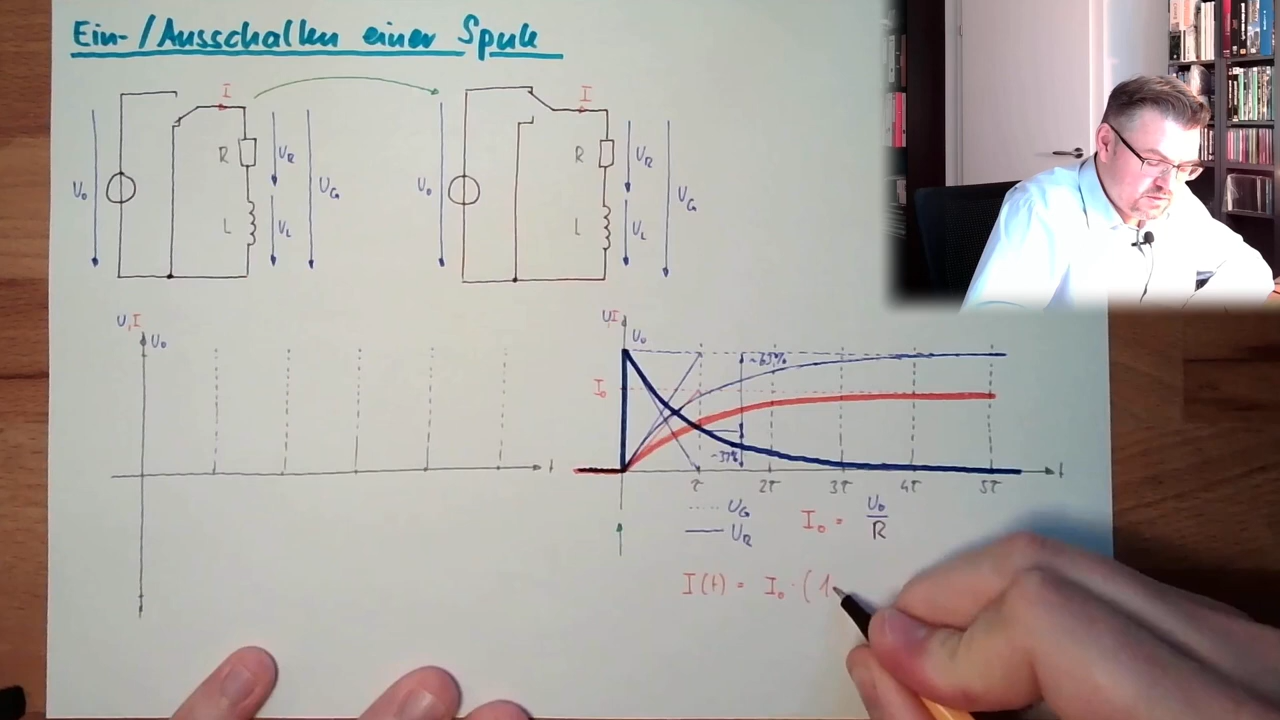 Ein-/Ausschalten einer Spule
I
I
U₀
R
U_R
U_G
L
U_L
U₀
R
U_R
U_G
L
U_L
U,I
U₀
t
U,I
U₀
I₀
~63%
~37%
t
τ 2τ 3τ 4τ 5τ
U_G
U_R
I₀ = U₀/R
I(t) = I₀ · ( 1